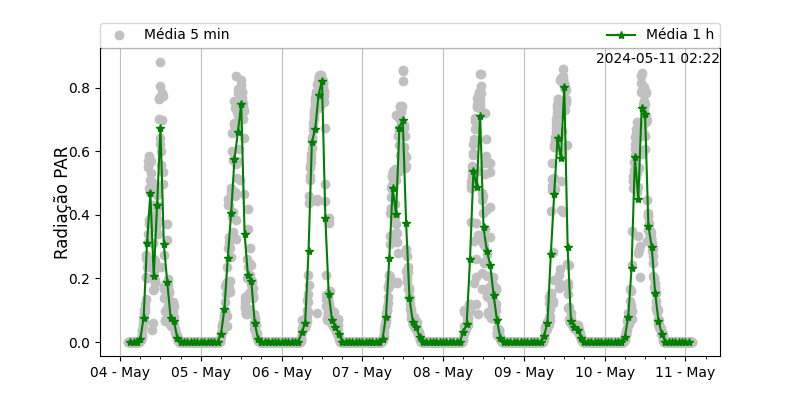 Média 5 min
Média 1 h
2024-05-11 02:22
Radiação PAR
0.8
0.6
0.4
0.2
0.0
04 - May
05 - May
06 - May
07 - May
08 - May
09 - May
10 - May
11 - May